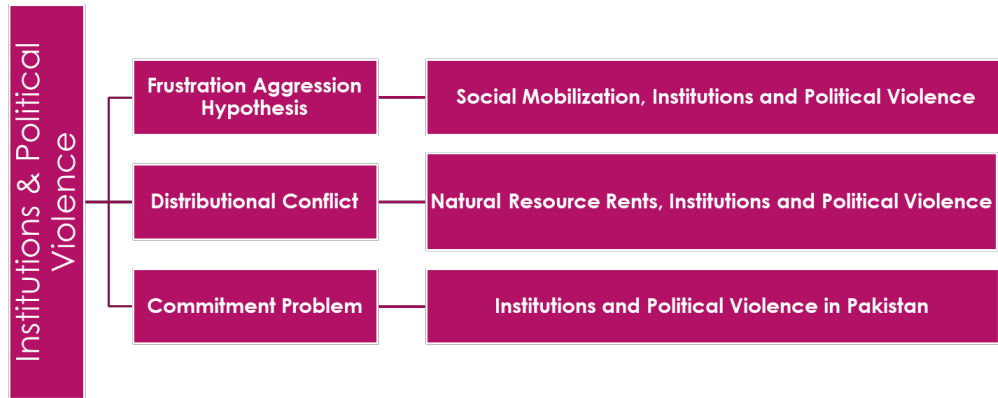 Institutions & Political
Violence
Frustration Aggression
Hypothesis
Social Mobilization, Institutions and Political Violence
Distributional Conflict
Natural Resource Rents, Institutions and Political Violence
Commitment Problem
Institutions and Political Violence in Pakistan